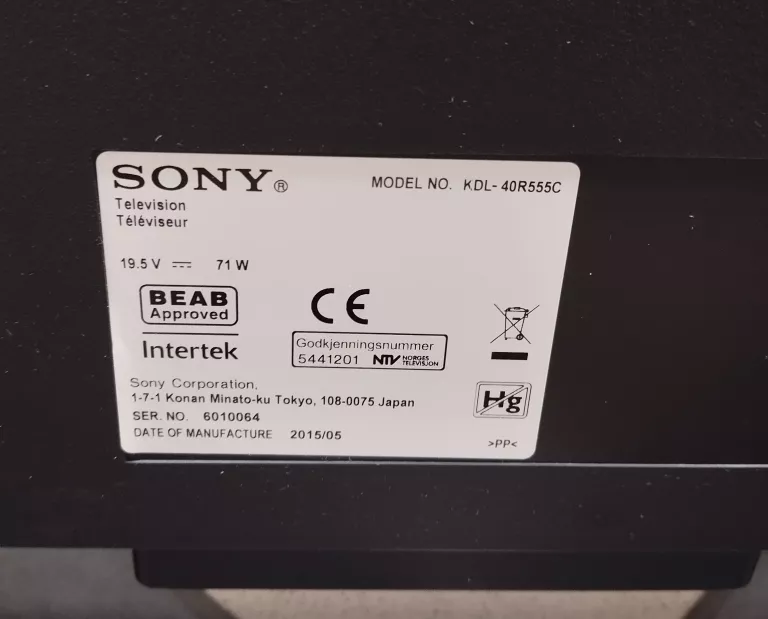 SONY®
MODEL NO. KDL-40R555C
Television
Téléviseur
19.5 V ⎓ 71 W
BEAB
Approved
Intertek
CE
Godkjenningsnummer
5441201 NTV NORGES
TELEVISJON
Sony Corporation,
1-7-1 Konan Minato-ku Tokyo, 108-0075 Japan
SER. NO. 6010064
DATE OF MANUFACTURE 2015/05
Hg
>PP<